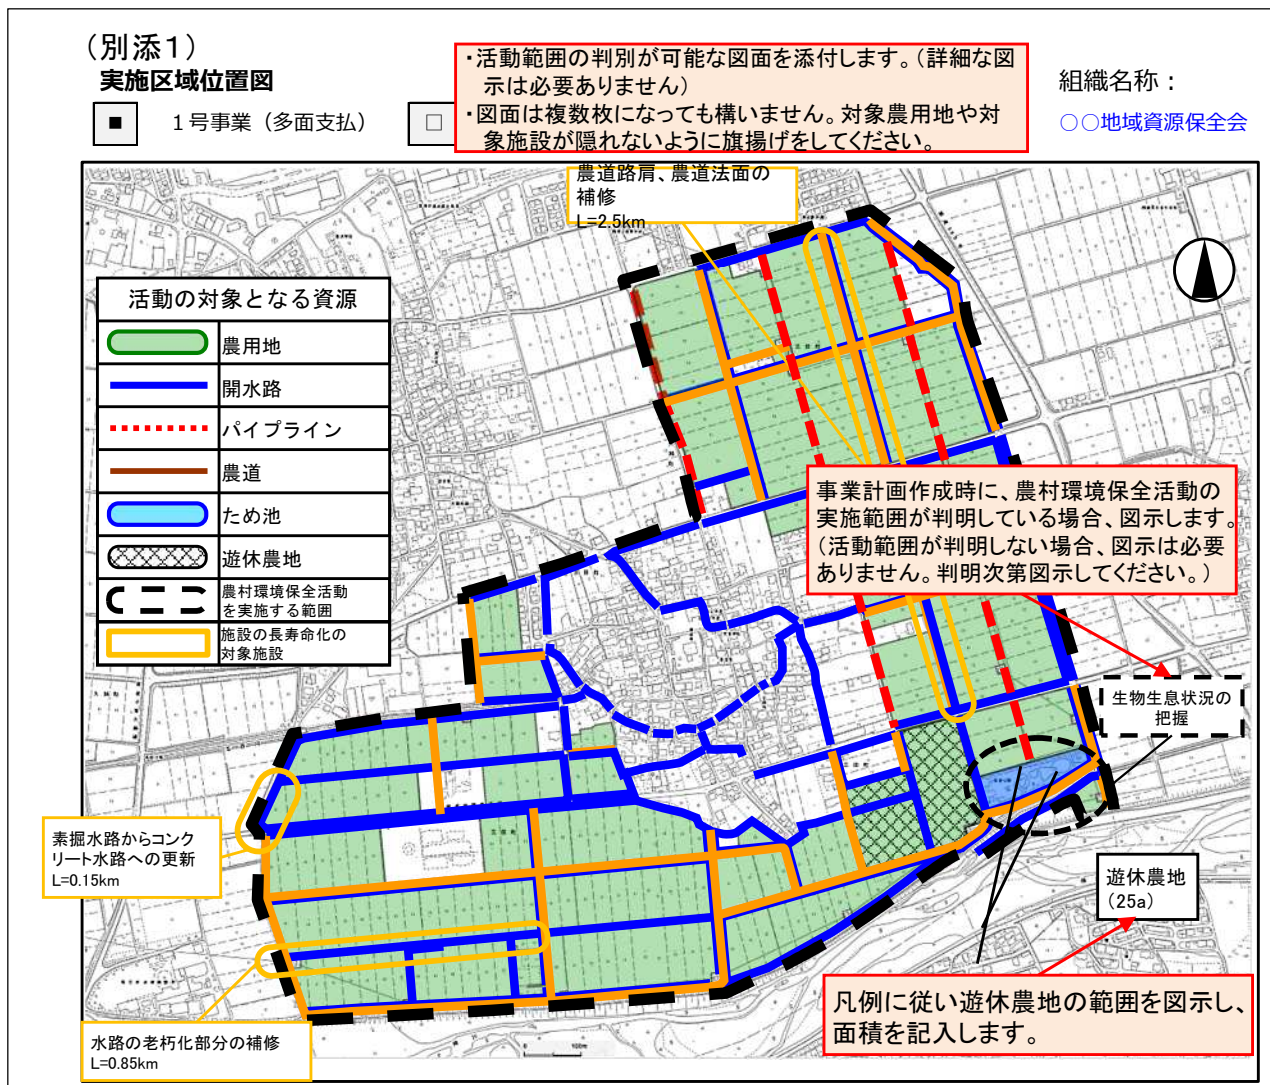 （別添１）
実施区域位置図
■ １号事業（多面支払）
□
・活動範囲の判別が可能な図面を添付します。（詳細な図
示は必要ありません）
・図面は複数枚になっても構いません。対象農用地や対
象施設が隠れないように旗揚げをしてください。
組織名称：
○○地域資源保全会
農道路肩、農道法面の
補修
L=2.5km
活動の対象となる資源
農用地
開水路
パイプライン
農道
ため池
遊休農地
農村環境保全活動
を実施する範囲
施設の長寿命化の
対象施設
事業計画作成時に、農村環境保全活動の
実施範囲が判明している場合、図示します。
（活動範囲が判明しない場合、図示は必要
ありません。判明次第図示してください。）
生物生息状況の
把握
素掘水路からコンク
リート水路への更新
L=0.15km
遊休農地
（25a）
凡例に従い遊休農地の範囲を図示し、
面積を記入します。
水路の老朽化部分の補修
L=0.85km
0 100m